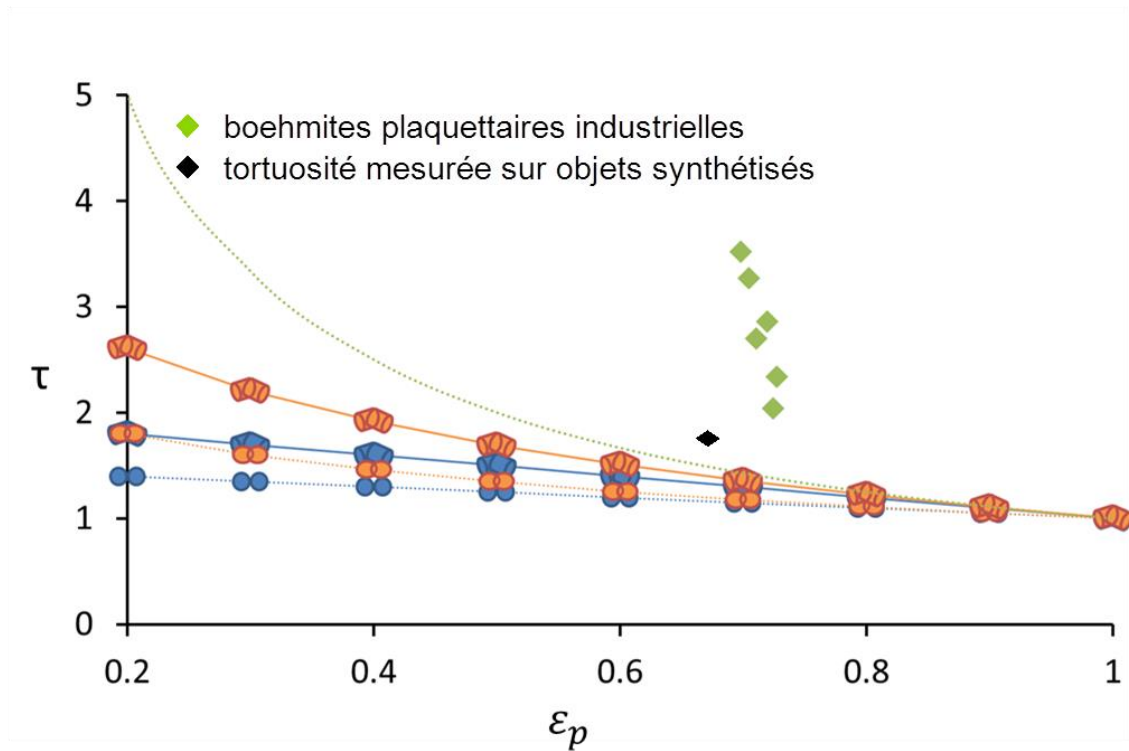 5
boehmites plaquettaires industrielles
tortuosité mesurée sur objets synthétisés
4
3
τ
2
1
0
0.2 0.4 0.6 0.8 1
εp